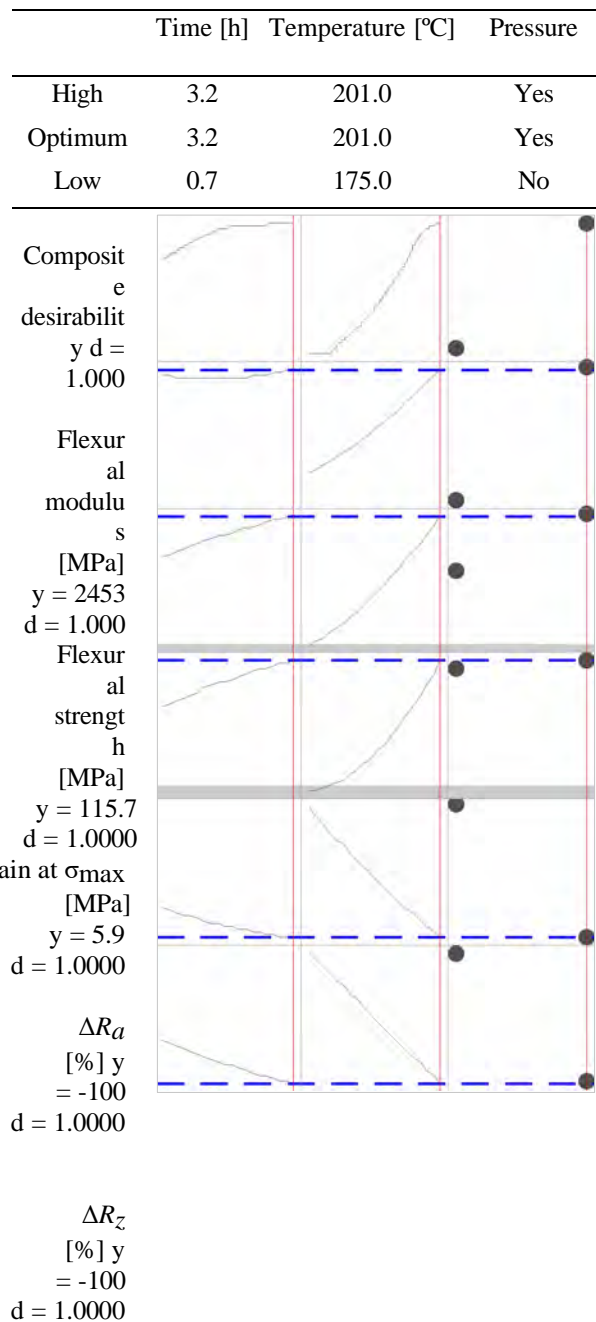 Time [h] Temperature [ºC] Pressure
High 3.2 201.0 Yes
Optimum 3.2 201.0 Yes
Low 0.7 175.0 No
Composit
e
desirabilit
y d =
1.000
Flexur
al
modulu
s
[MPa]
y = 2453
d = 1.000
Flexur
al
strengt
h
[MPa]
y = 115.7
d = 1.0000
ain at σmax
[MPa]
y = 5.9
d = 1.0000
ΔRa
[%] y
= -100
d = 1.0000
ΔRz
[%] y
= -100
d = 1.0000